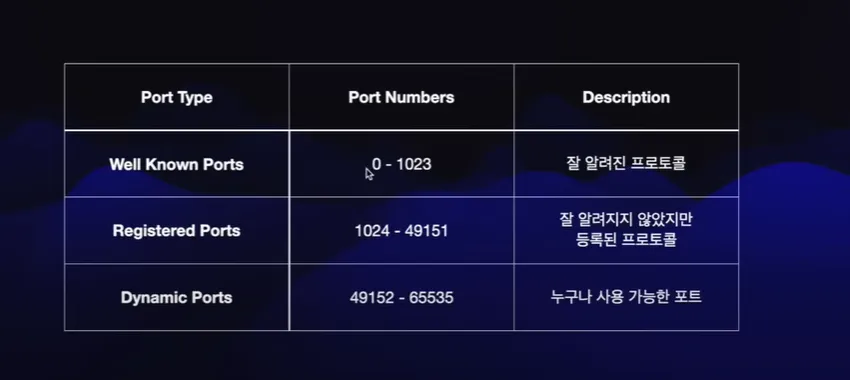 Port Type Port Numbers Description
Well Known Ports 0 - 1023 잘 알려진 프로토콜
Registered Ports 1024 - 49151 잘 알려지지 않았지만
등록된 프로토콜
Dynamic Ports 49152 - 65535 누구나 사용 가능한 포트